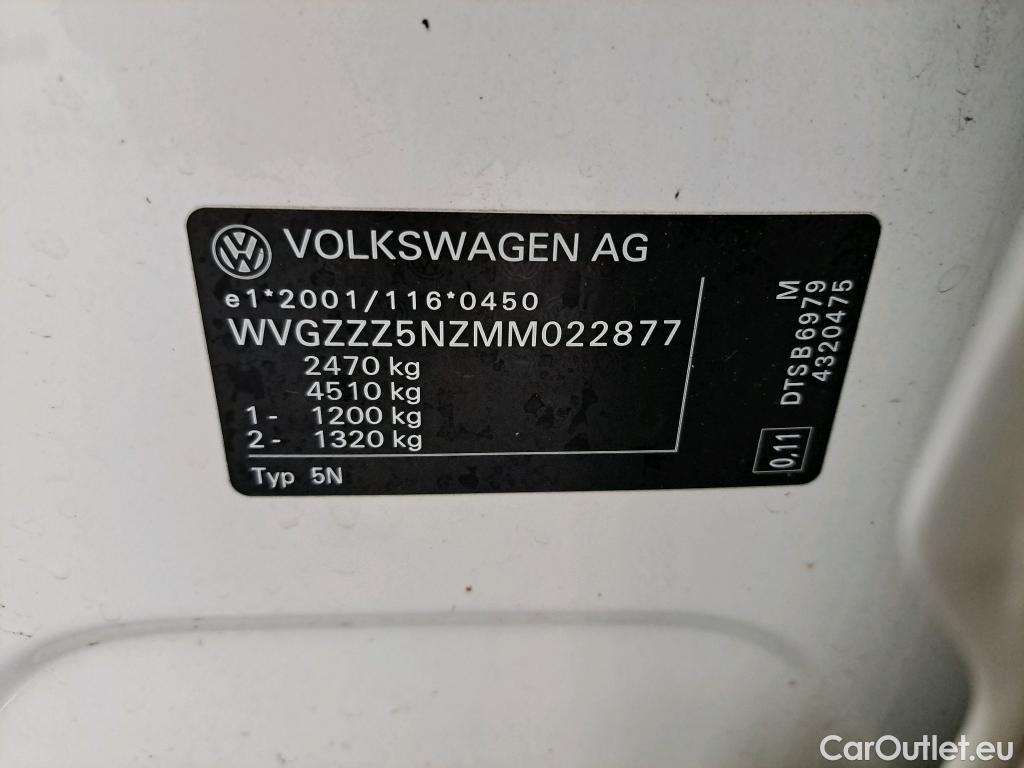 VOLKSWAGEN AG
e1*2001/116*0450
WVGZZZ5NZMM022877
2470 kg
4510 kg
1- 1200 kg
2- 1320 kg
Typ 5N
M
DTSB6979
4320475
0,11
CarOutlet.eu